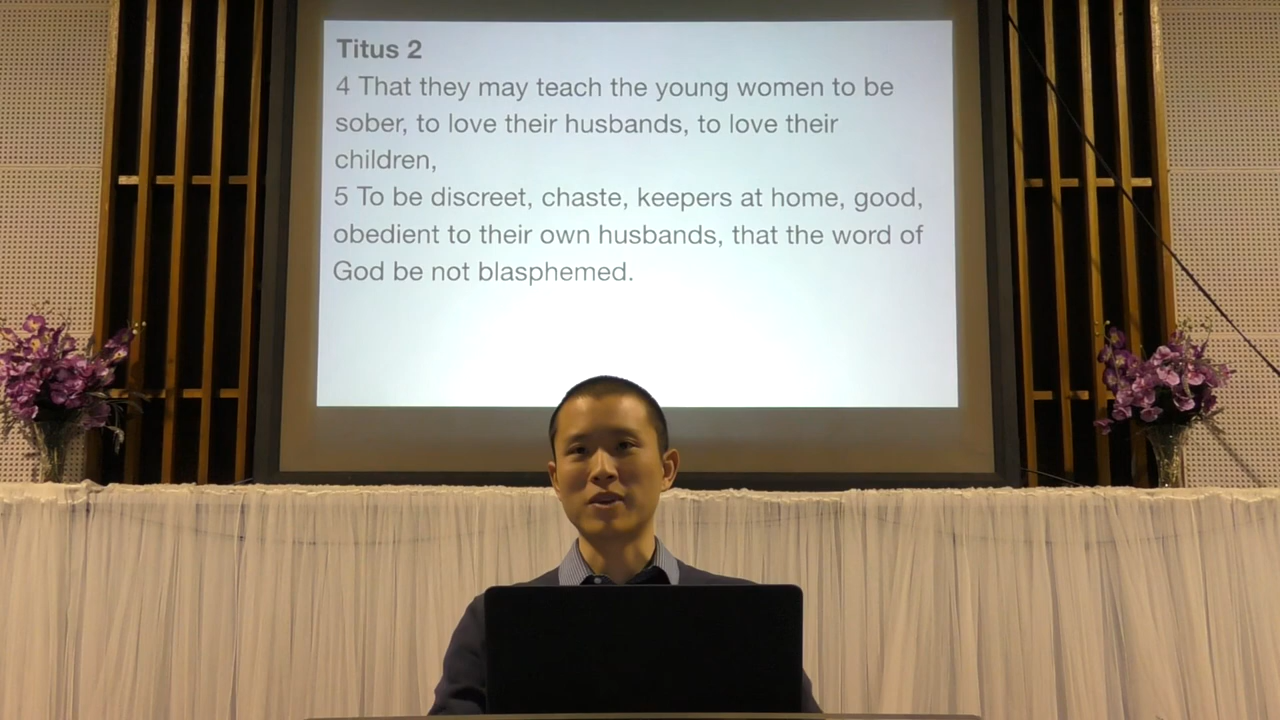 Titus 2
4 That they may teach the young women to be
sober, to love their husbands, to love their
children,
5 To be discreet, chaste, keepers at home, good,
obedient to their own husbands, that the word of
God be not blasphemed.